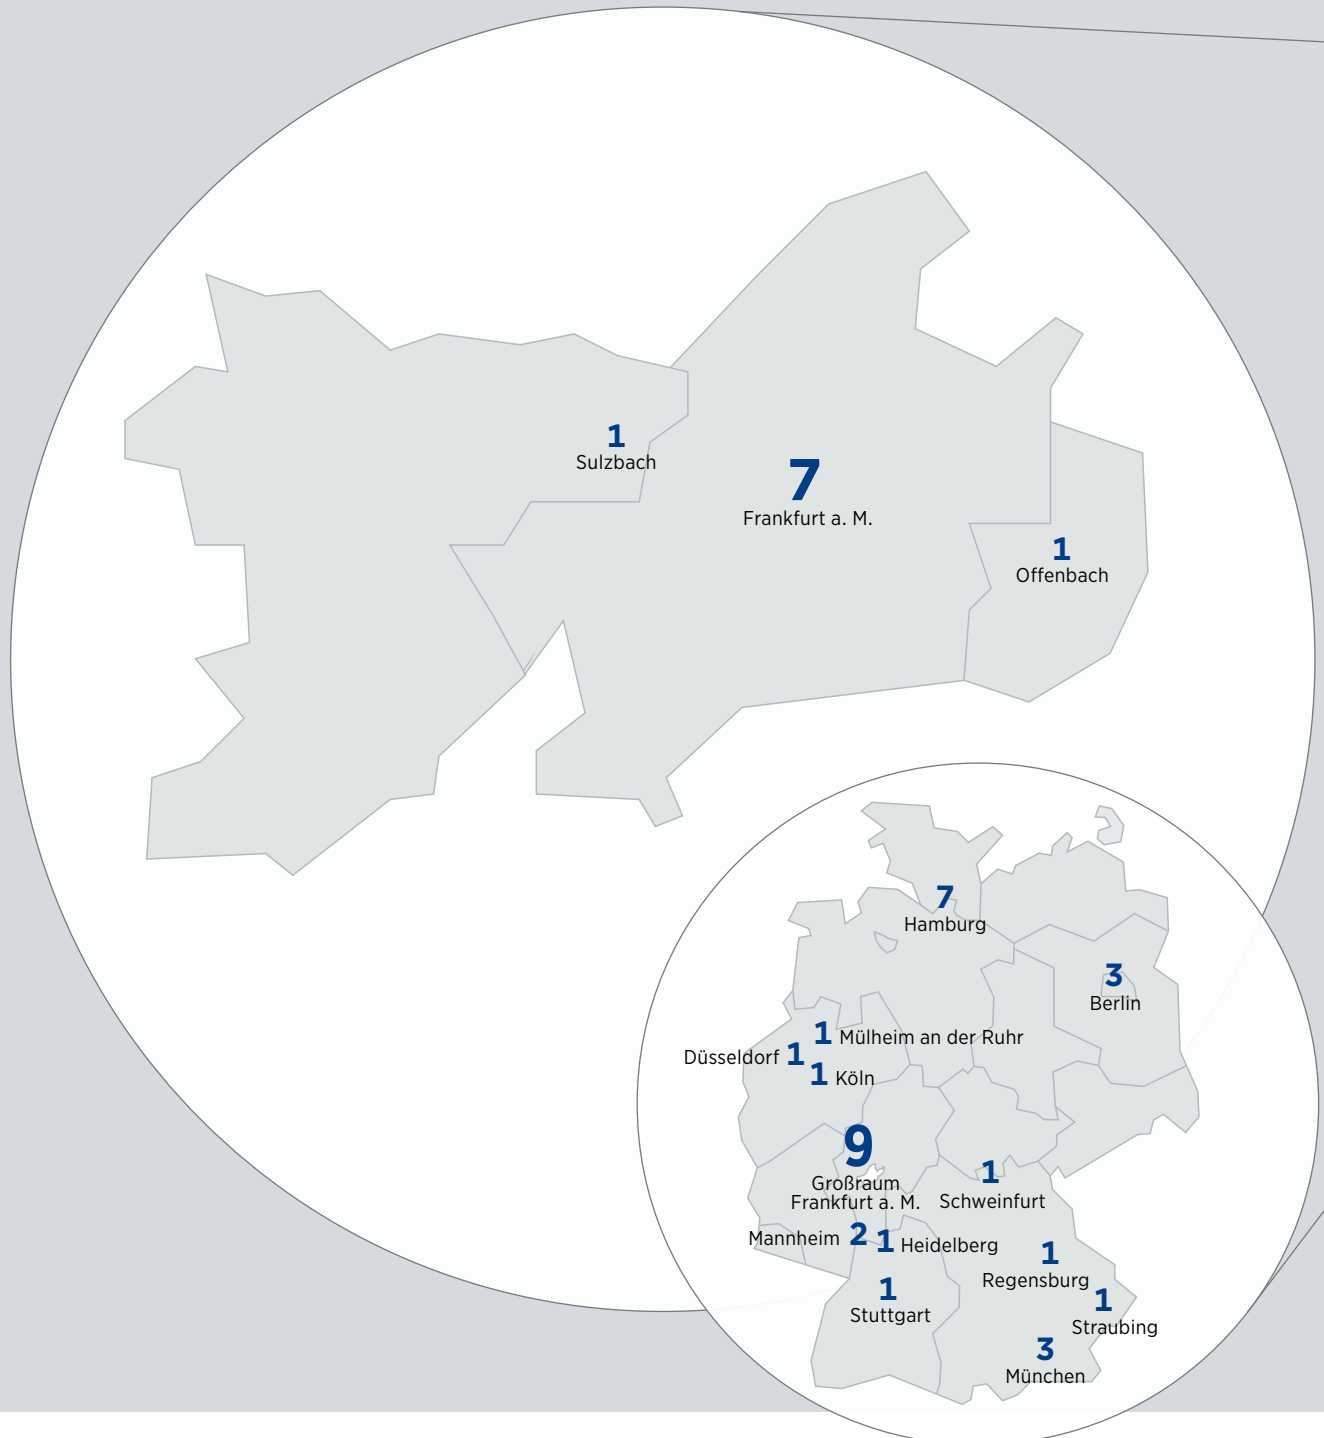 1
Sulzbach
7
Frankfurt a. M.
1
Offenbach
7
Hamburg
3
Berlin
1 Mülheim an der Ruhr
Düsseldorf 1
1 Köln
9
Großraum
Frankfurt a. M.
1
Schweinfurt
Mannheim 2
1 Heidelberg
1
Regensburg
1
Stuttgart
1
Straubing
3
München